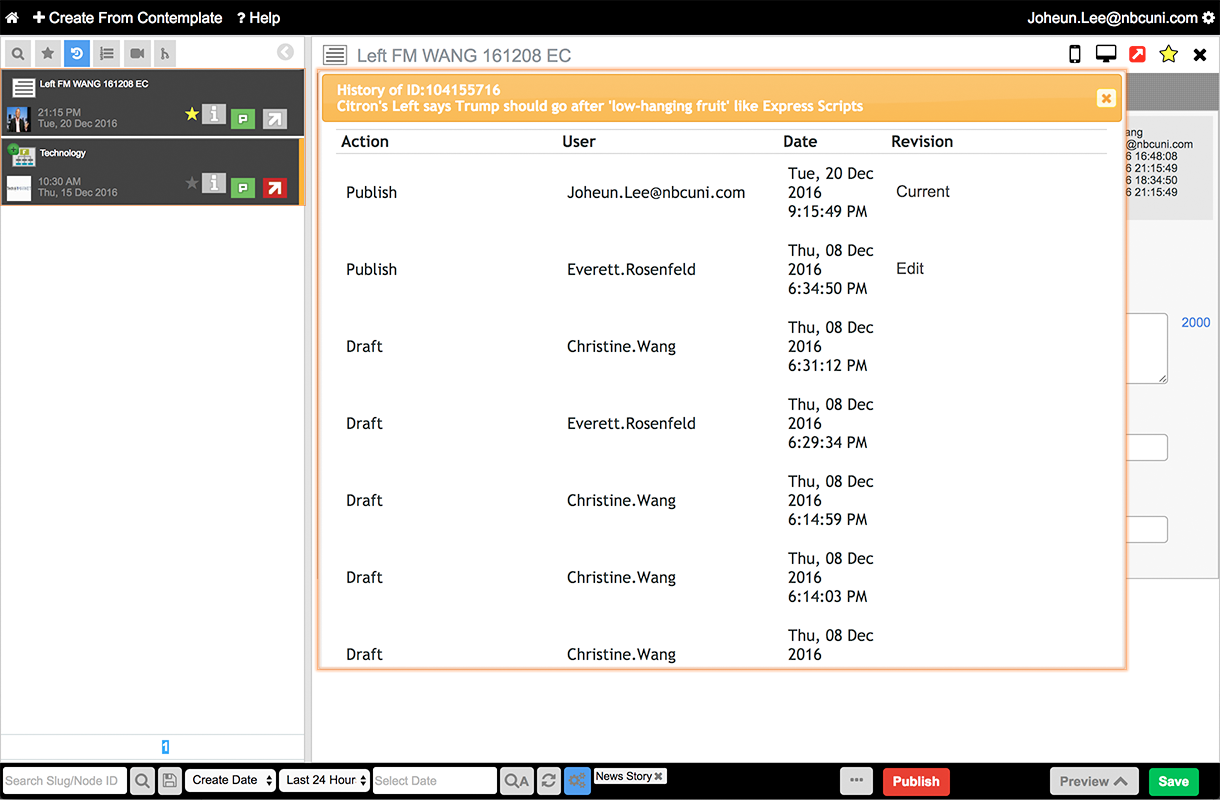 Create From Contemplate ? Help Joheun.Lee@nbcuni.com
Left FM WANG 161208 EC
Left FM WANG 161208 EC
21:15 PM
Tue, 20 Dec 2016
Technology
10:30 AM
Thu, 15 Dec 2016
History of ID:104155716
Citron's Left says Trump should go after 'low-hanging fruit' like Express Scripts
Action User Date Revision
Publish Joheun.Lee@nbcuni.com Tue, 20 Dec
2016
9:15:49 PM Current
Publish Everett.Rosenfeld Thu, 08 Dec
2016
6:34:50 PM Edit
Draft Christine.Wang Thu, 08 Dec
2016
6:31:12 PM
Draft Everett.Rosenfeld Thu, 08 Dec
2016
6:29:34 PM
Draft Christine.Wang Thu, 08 Dec
2016
6:14:59 PM
Draft Christine.Wang Thu, 08 Dec
2016
6:14:03 PM
Draft Christine.Wang Thu, 08 Dec
2016
ang
@nbcuni.com
6 16:48:08
6 21:15:49
6 18:34:50
6 21:15:49
2000
1
Search Slug/Node ID Create Date Last 24 Hour Select Date QA News Story ... Publish Preview Save